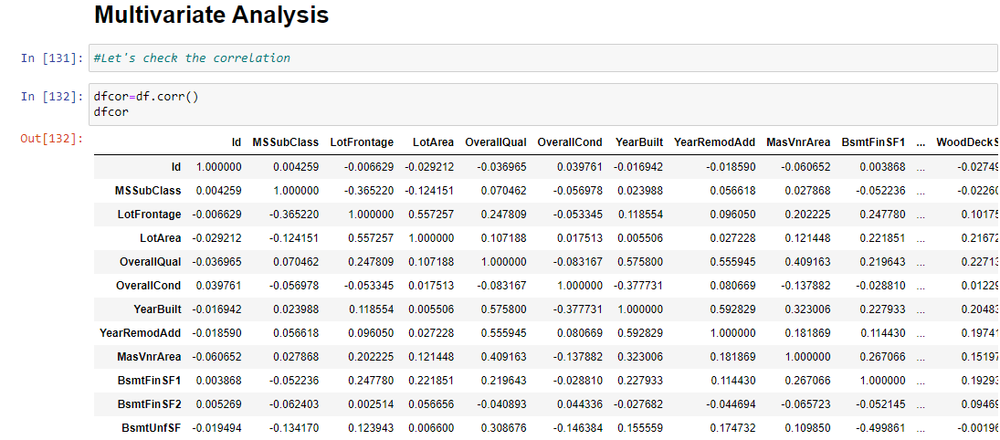 Multivariate Analysis
In [131]: #Let's check the correlation
In [132]: dfcor=df.corr()
dfcor
Out[132]:
Id MSSubClass LotFrontage LotArea OverallQual OverallCond YearBuilt YearRemodAdd MasVnrArea BsmtFinSF1 ... WoodDeckS
Id 1.000000 0.004259 -0.006629 -0.029212 -0.036965 0.039761 -0.016942 -0.018590 -0.060652 0.003868 ... -0.02749
MSSubClass 0.004259 1.000000 -0.365220 -0.124151 0.070462 -0.056978 0.023988 0.056618 0.027868 -0.052236 ... -0.02260
LotFrontage -0.006629 -0.365220 1.000000 0.557257 0.247809 -0.053345 0.118554 0.096050 0.202225 0.247780 ... 0.10175
LotArea -0.029212 -0.124151 0.557257 1.000000 0.107188 0.017513 0.005506 0.027228 0.121448 0.221851 ... 0.21672
OverallQual -0.036965 0.070462 0.247809 0.107188 1.000000 -0.083167 0.575800 0.555945 0.409163 0.219643 ... 0.22713
OverallCond 0.039761 -0.056978 -0.053345 0.017513 -0.083167 1.000000 -0.377731 0.080669 -0.137882 -0.028810 ... 0.01229
YearBuilt -0.016942 0.023988 0.118554 0.005506 0.575800 -0.377731 1.000000 0.592829 0.323006 0.227933 ... 0.20483
YearRemodAdd -0.018590 0.056618 0.096050 0.027228 0.555945 0.080669 0.592829 1.000000 0.181869 0.114430 ... 0.19741
MasVnrArea -0.060652 0.027868 0.202225 0.121448 0.409163 -0.137882 0.323006 0.181869 1.000000 0.267066 ... 0.15197
BsmtFinSF1 0.003868 -0.052236 0.247780 0.221851 0.219643 -0.028810 0.227933 0.114430 0.267066 1.000000 ... 0.19293
BsmtFinSF2 0.005269 -0.062403 0.002514 0.056656 -0.040893 0.044336 -0.027682 -0.044694 -0.065723 -0.052145 ... 0.09469
BsmtUnfSF -0.019494 -0.134170 0.123943 0.006600 0.308676 -0.146384 0.155559 0.174732 0.109850 -0.499861 ... -0.00196